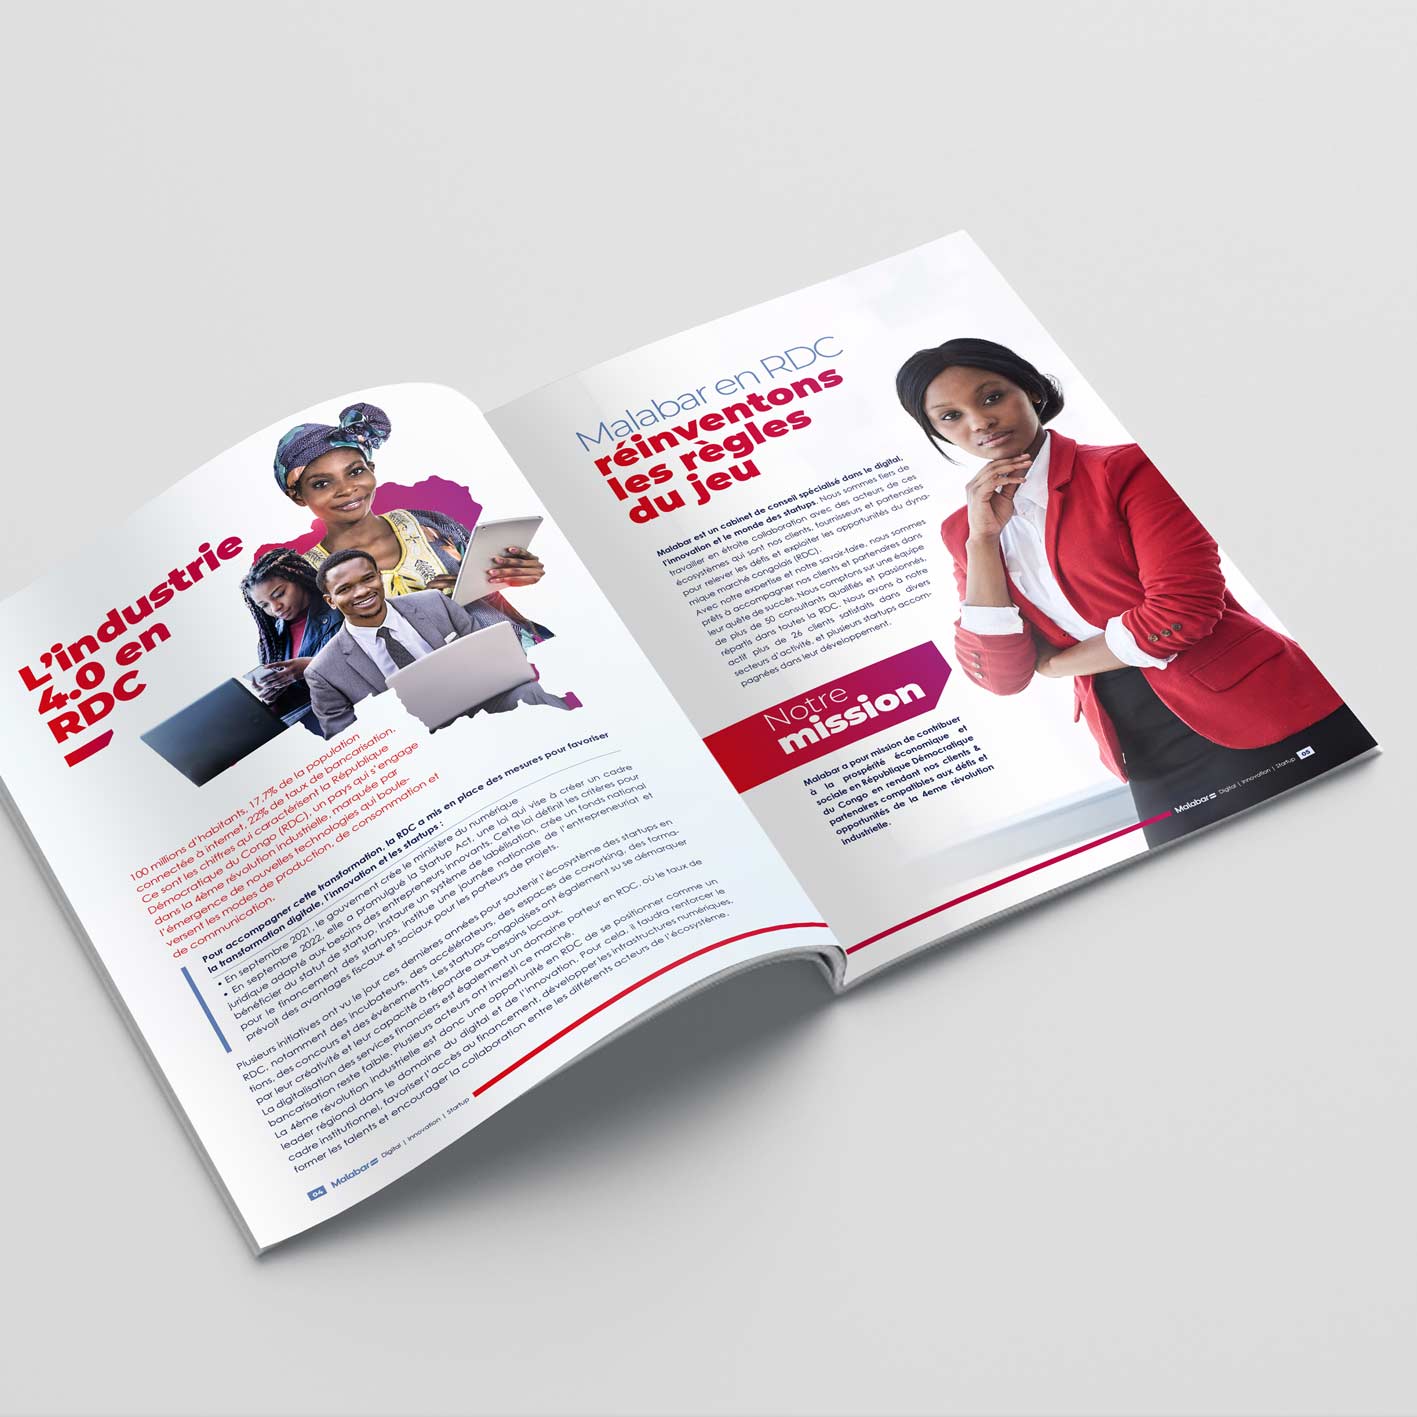 L'industrie
4.0 en
RDC
100 millions d'habitants, 17,7% de la population
connectée à internet, 22% de taux de bancarisation.
Ce sont les chiffres qui caractérisent la République
Démocratique du Congo (RDC), un pays qui s'engage
dans la 4ème révolution industrielle, marquée par
l'émergence de nouvelles technologies qui boule-
versent les modes de production, de consommation et
de communication.
Pour accompagner cette transformation, la RDC a mis en place des mesures pour favoriser
la transformation digitale, l'innovation et les startups :
• En septembre 2021, le gouvernement crée le ministère du numérique
• En septembre 2022, elle a promulgué la Startup Act, une loi qui vise à créer un cadre
juridique adapté aux besoins des entrepreneurs innovants. Cette loi définit les critères pour
bénéficier du statut de startup, instaure un système de labélisation, crée un fonds national
pour le financement des startups, institue une journée nationale de l'entrepreneuriat et
prévoit des avantages fiscaux et sociaux pour les porteurs de projets.
Plusieurs initiatives ont vu le jour ces dernières années pour soutenir l'écosystème des startups en
RDC, notamment des incubateurs, des accélérateurs, des espaces de coworking, des forma-
tions, des concours et des événements. Les startups congolaises ont également su se démarquer
par leur créativité et leur capacité à répondre aux besoins locaux.
La digitalisation des services financiers est également un domaine porteur en RDC, où le taux de
bancarisation reste faible. Plusieurs acteurs ont investi ce marché.
La 4ème révolution industrielle est donc une opportunité en RDC de se positionner comme un
leader régional dans le domaine du digital et de l'innovation. Pour cela, il faudra renforcer le
cadre institutionnel, favoriser l'accès au financement, développer les infrastructures numériques,
former les talents et encourager la collaboration entre les différents acteurs de l'écosystème.
04 Malabar Digital | Innovation | Startup
Malabar en RDC
réinventons
les règles
du jeu
Malabar est un cabinet de conseil spécialisé dans le digital,
l'innovation et le monde des startups. Nous sommes fiers de
travailler en étroite collaboration avec des acteurs de ces
écosystèmes qui sont nos clients, fournisseurs et partenaires
pour relever les défis et exploiter les opportunités du dyna-
mique marché congolais (RDC).
Avec notre expertise et notre savoir-faire, nous sommes
prêts à accompagner nos clients et partenaires dans
leur quête de succès. Nous comptons sur une équipe
de plus de 50 consultants qualifiés et passionnés,
répartis dans toutes la RDC. Nous avons à notre
actif plus de 26 clients satisfaits dans divers
secteurs d'activité, et plusieurs startups accom-
pagnées dans leur développement.
Notre
mission
Malabar a pour mission de contribuer
à la prospérité économique et
sociale en République Démocratique
du Congo en rendant nos clients &
partenaires compatibles aux défis et
opportunités de la 4eme révolution
industrielle.
Malabar Digital | Innovation | Startup 05